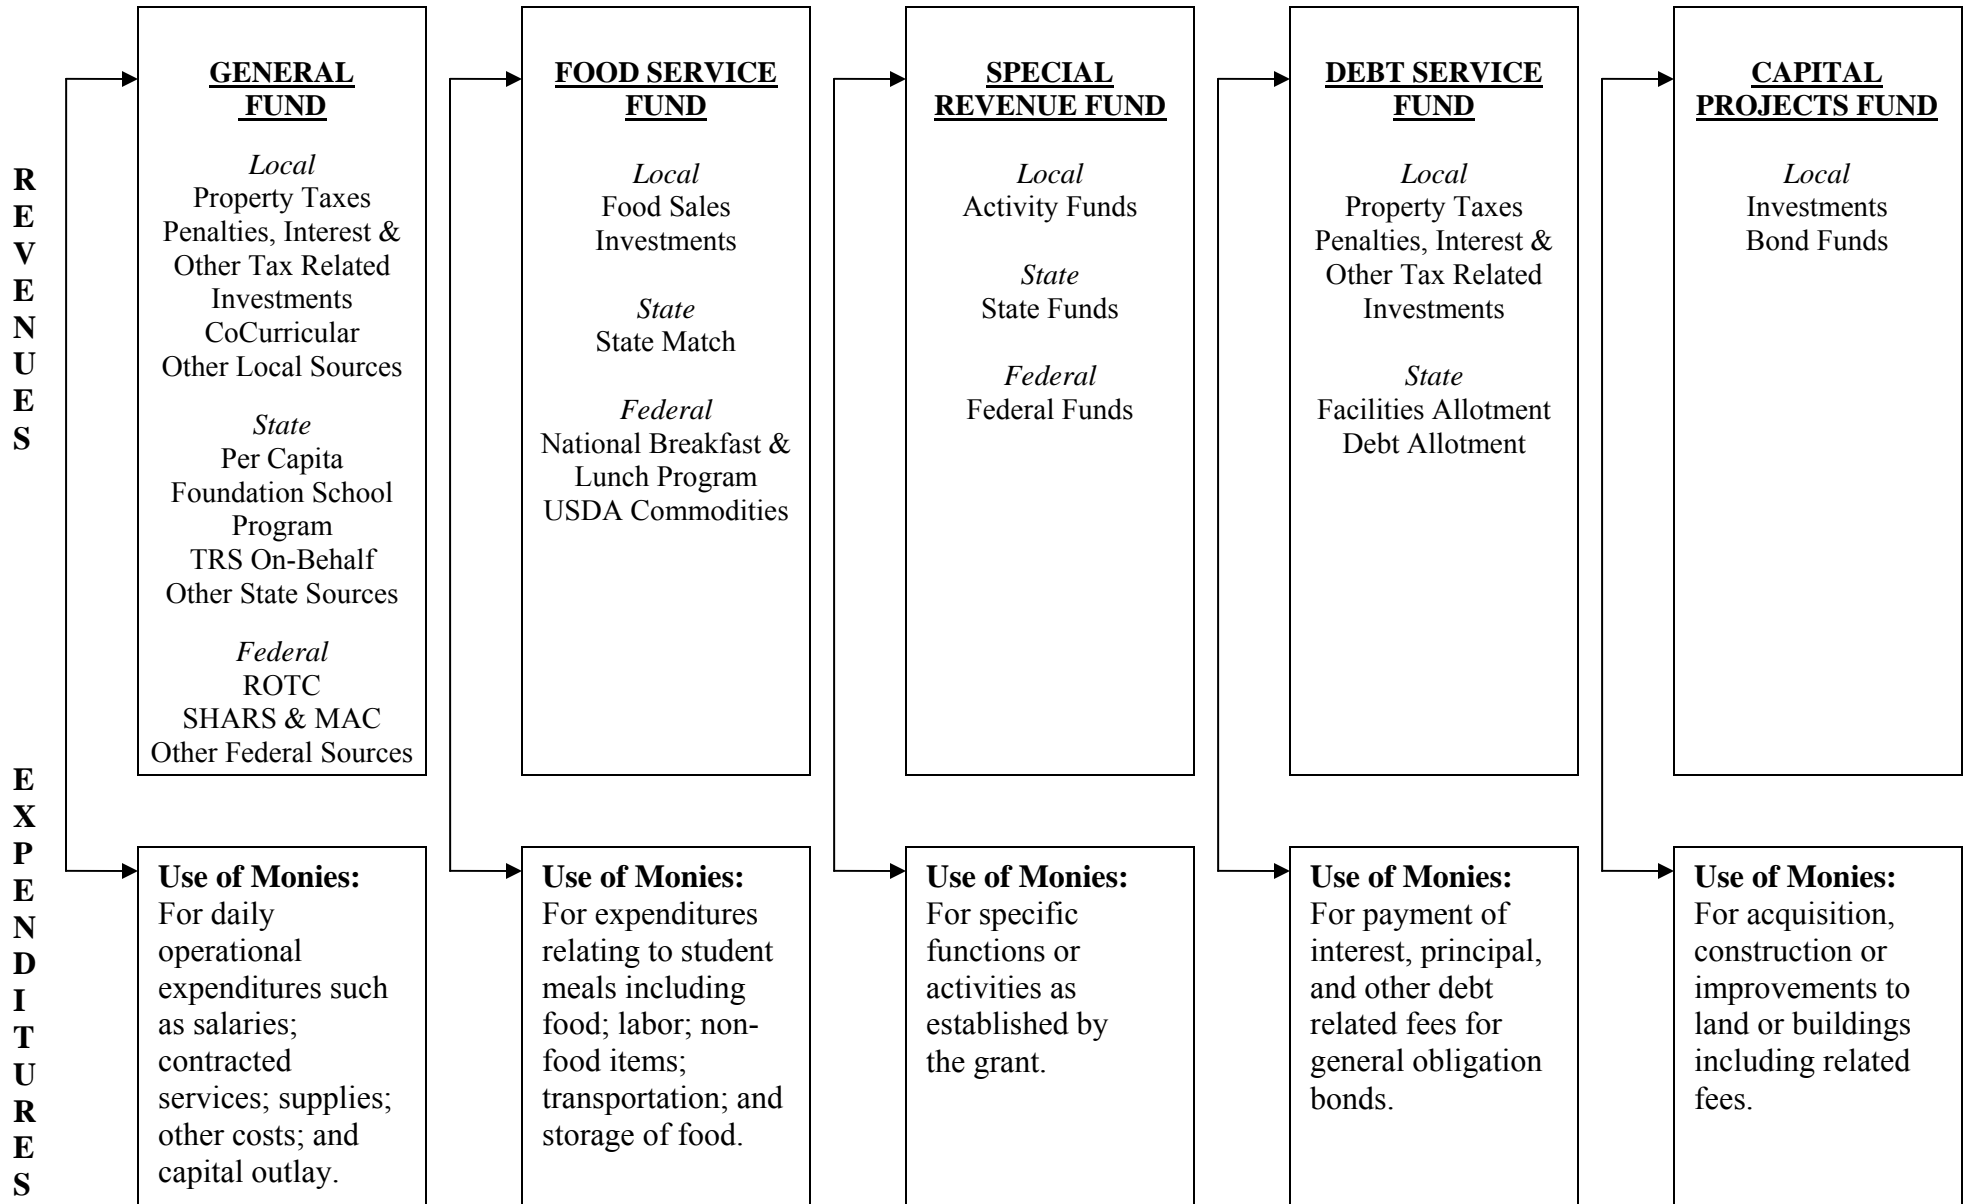 REVENUES
GENERAL
FUND
Local
Property Taxes
Penalties, Interest &
Other Tax Related
Investments
CoCurricular
Other Local Sources
State
Per Capita
Foundation School
Program
TRS On-Behalf
Other State Sources
Federal
ROTC
SHARS & MAC
Other Federal Sources
FOOD SERVICE
FUND
Local
Food Sales
Investments
State
State Match
Federal
National Breakfast &
Lunch Program
USDA Commodities
SPECIAL
REVENUE FUND
Local
Activity Funds
State
State Funds
Federal
Federal Funds
DEBT SERVICE
FUND
Local
Property Taxes
Penalties, Interest &
Other Tax Related
Investments
State
Facilities Allotment
Debt Allotment
CAPITAL
PROJECTS FUND
Local
Investments
Bond Funds
EXPENDITURES
Use of Monies:
For daily
operational
expenditures such
as salaries;
contracted
services; supplies;
other costs; and
capital outlay.
Use of Monies:
For expenditures
relating to student
meals including
food; labor; non-
food items;
transportation; and
storage of food.
Use of Monies:
For specific
functions or
activities as
established by
the grant.
Use of Monies:
For payment of
interest, principal,
and other debt
related fees for
general obligation
bonds.
Use of Monies:
For acquisition,
construction or
improvements to
land or buildings
including related
fees.